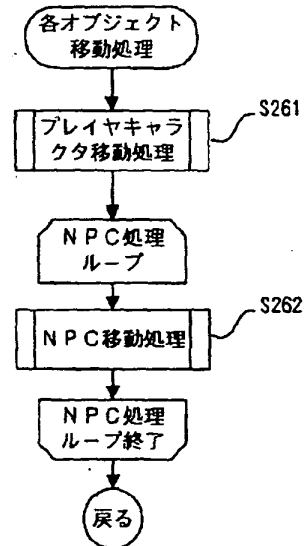 各オブジェクト
移動処理
プレイヤキャラ
クタ移動処理
S261
ＮＰＣ処理
ループ
ＮＰＣ移動処理
S262
ＮＰＣ処理
ループ終了
戻る